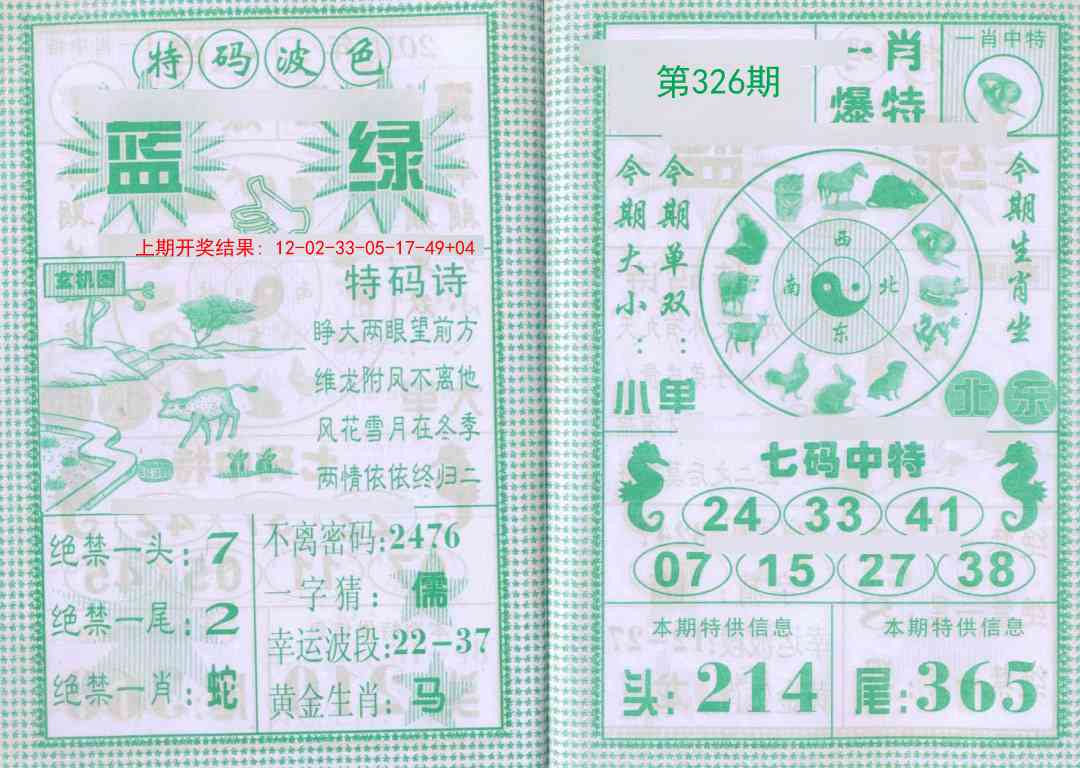 特码波色
蓝 绿
上期开奖结果: 12-02-33-05-17-49+04
玄机图
特码诗
睁大两眼望前方
维龙附凤不离他
风花雪月在冬季
两情依依终归二
绝禁一头:7
绝禁一尾:2
绝禁一肖:蛇
不离密码:2476
一字猜:儒
幸运波段:22-37
黄金生肖:马
第326期
一肖
爆特
一肖中特
今期大小:小
今期单双:单
西
南 北
东
今期生肖坐
北东
七码中特
24 33 41
07 15 27 38
本期特供信息
头:214
本期特供信息
尾:365